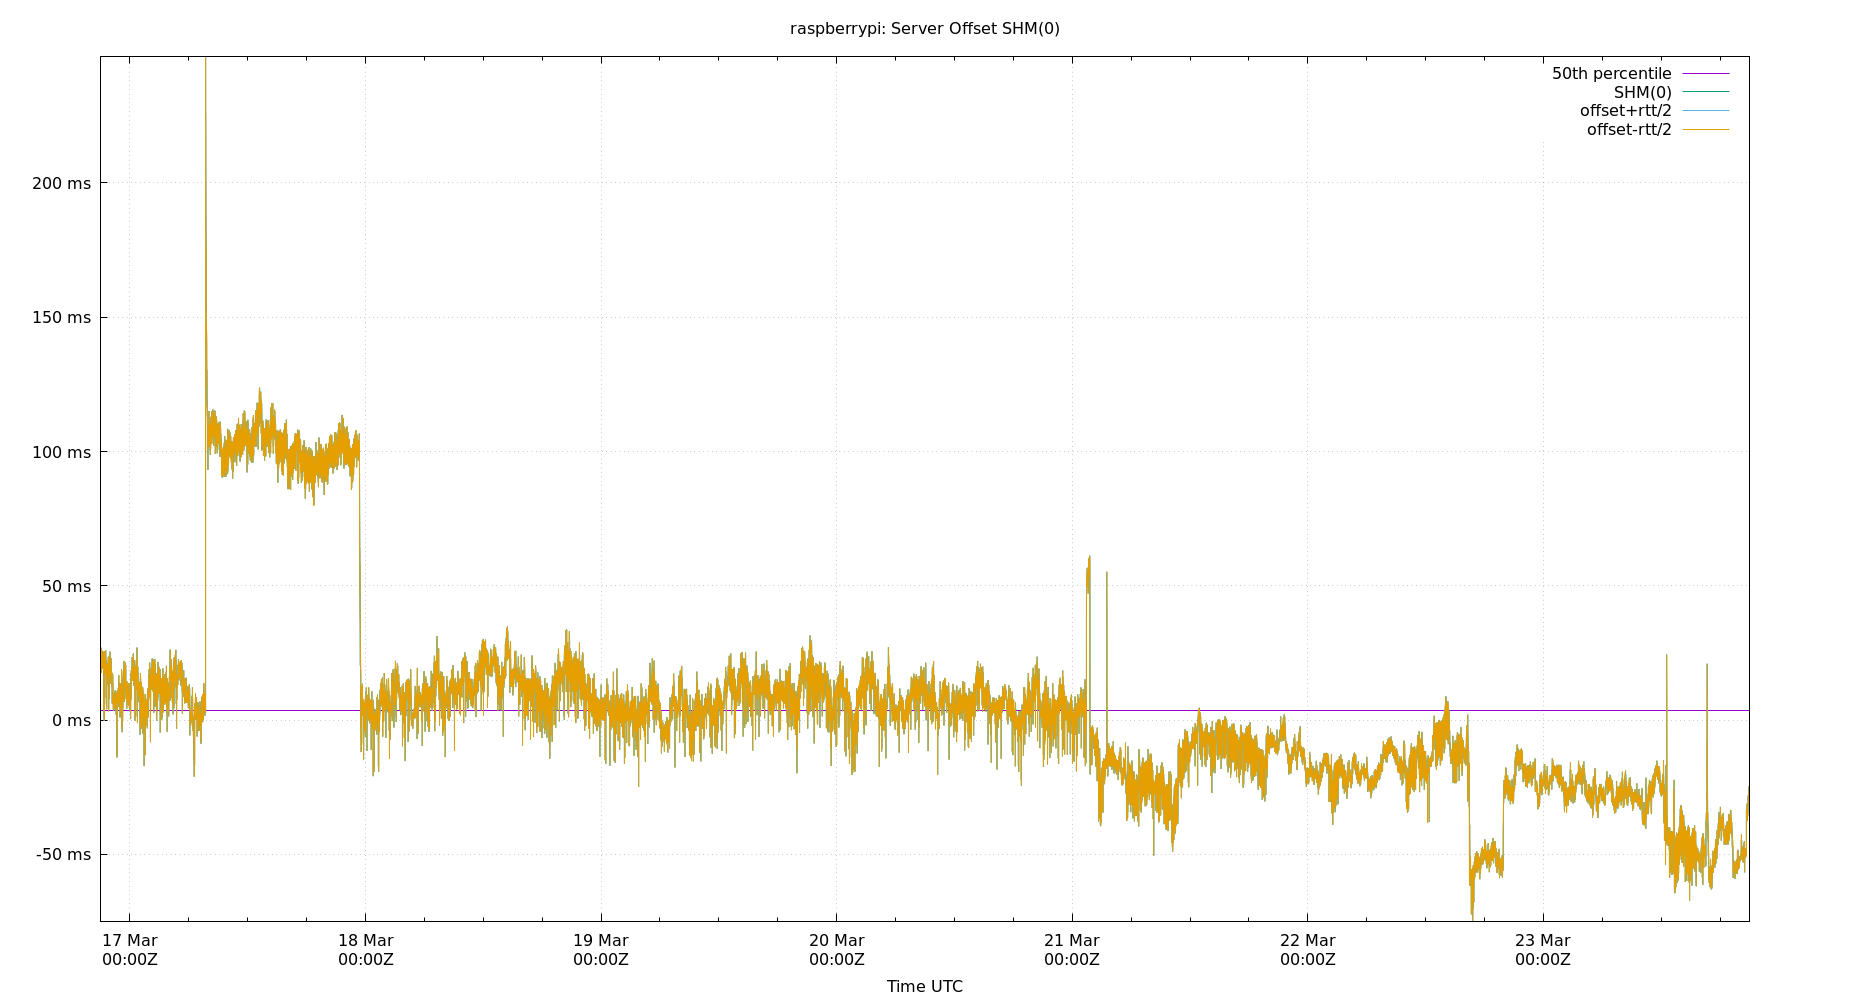 raspberrypi: Server Offset SHM(0)
50th percentile
SHM(0)
offset+rtt/2
offset-rtt/2
200 ms
150 ms
100 ms
50 ms
0 ms
-50 ms
17 Mar 18 Mar 19 Mar 20 Mar 21 Mar 22 Mar 23 Mar
00:00Z 00:00Z 00:00Z 00:00Z 00:00Z 00:00Z 00:00Z
Time UTC